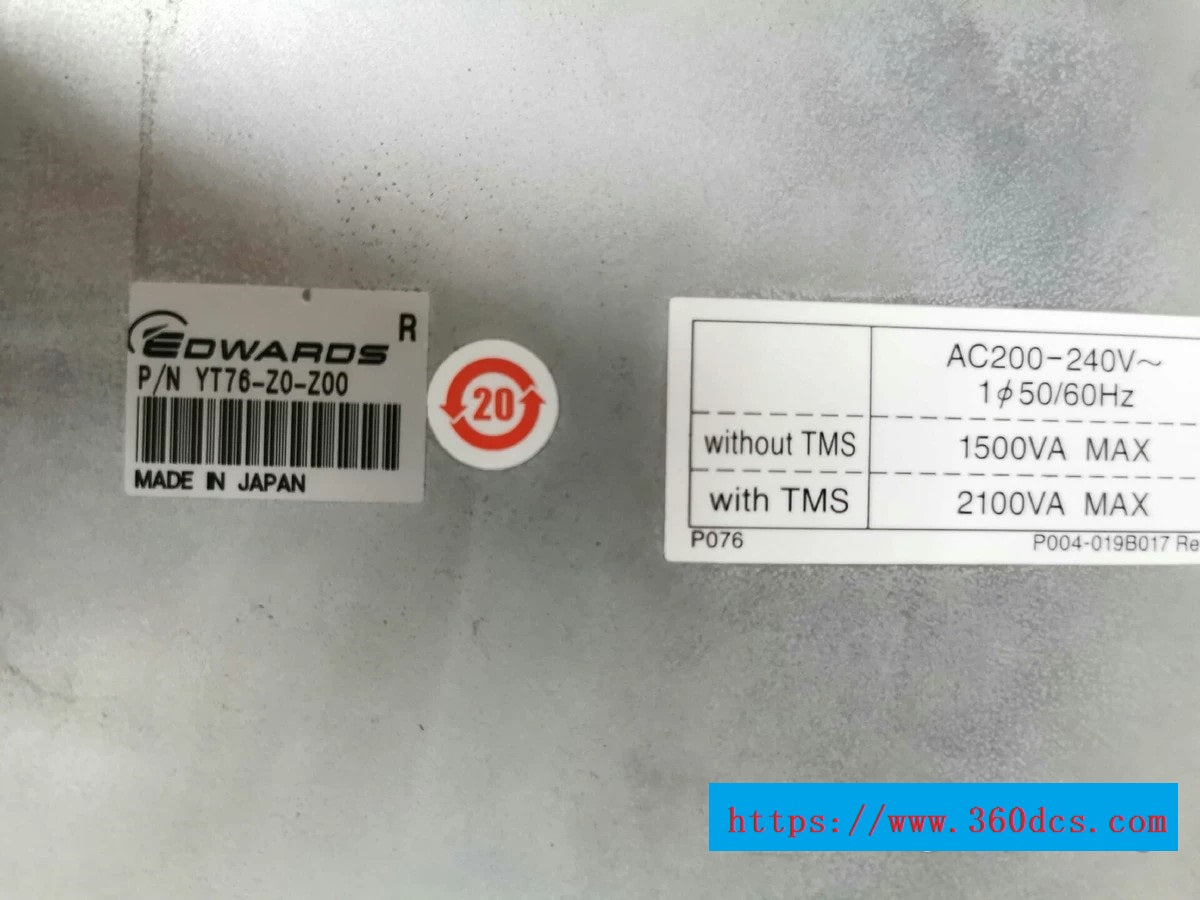 EDWARDS
R
P/N YT76-Z0-Z00
MADE IN JAPAN
20
AC200-240V~
1φ50/60Hz
without TMS 1500VA MAX
with TMS 2100VA MAX
P076
P004-019B017 Re
https://www.360dcs.com